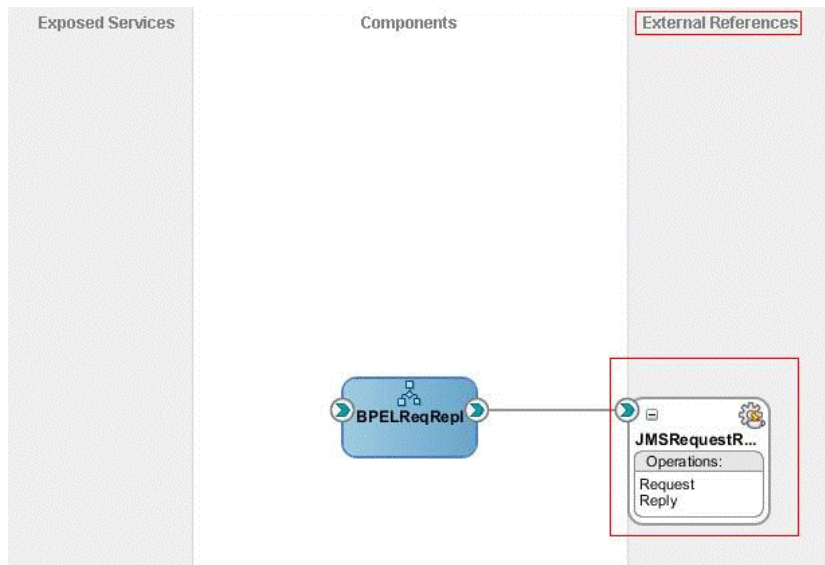 Exposed Services
Components
External References
BPELReqRepl
JMSRequestR...
Operations:
Request
Reply